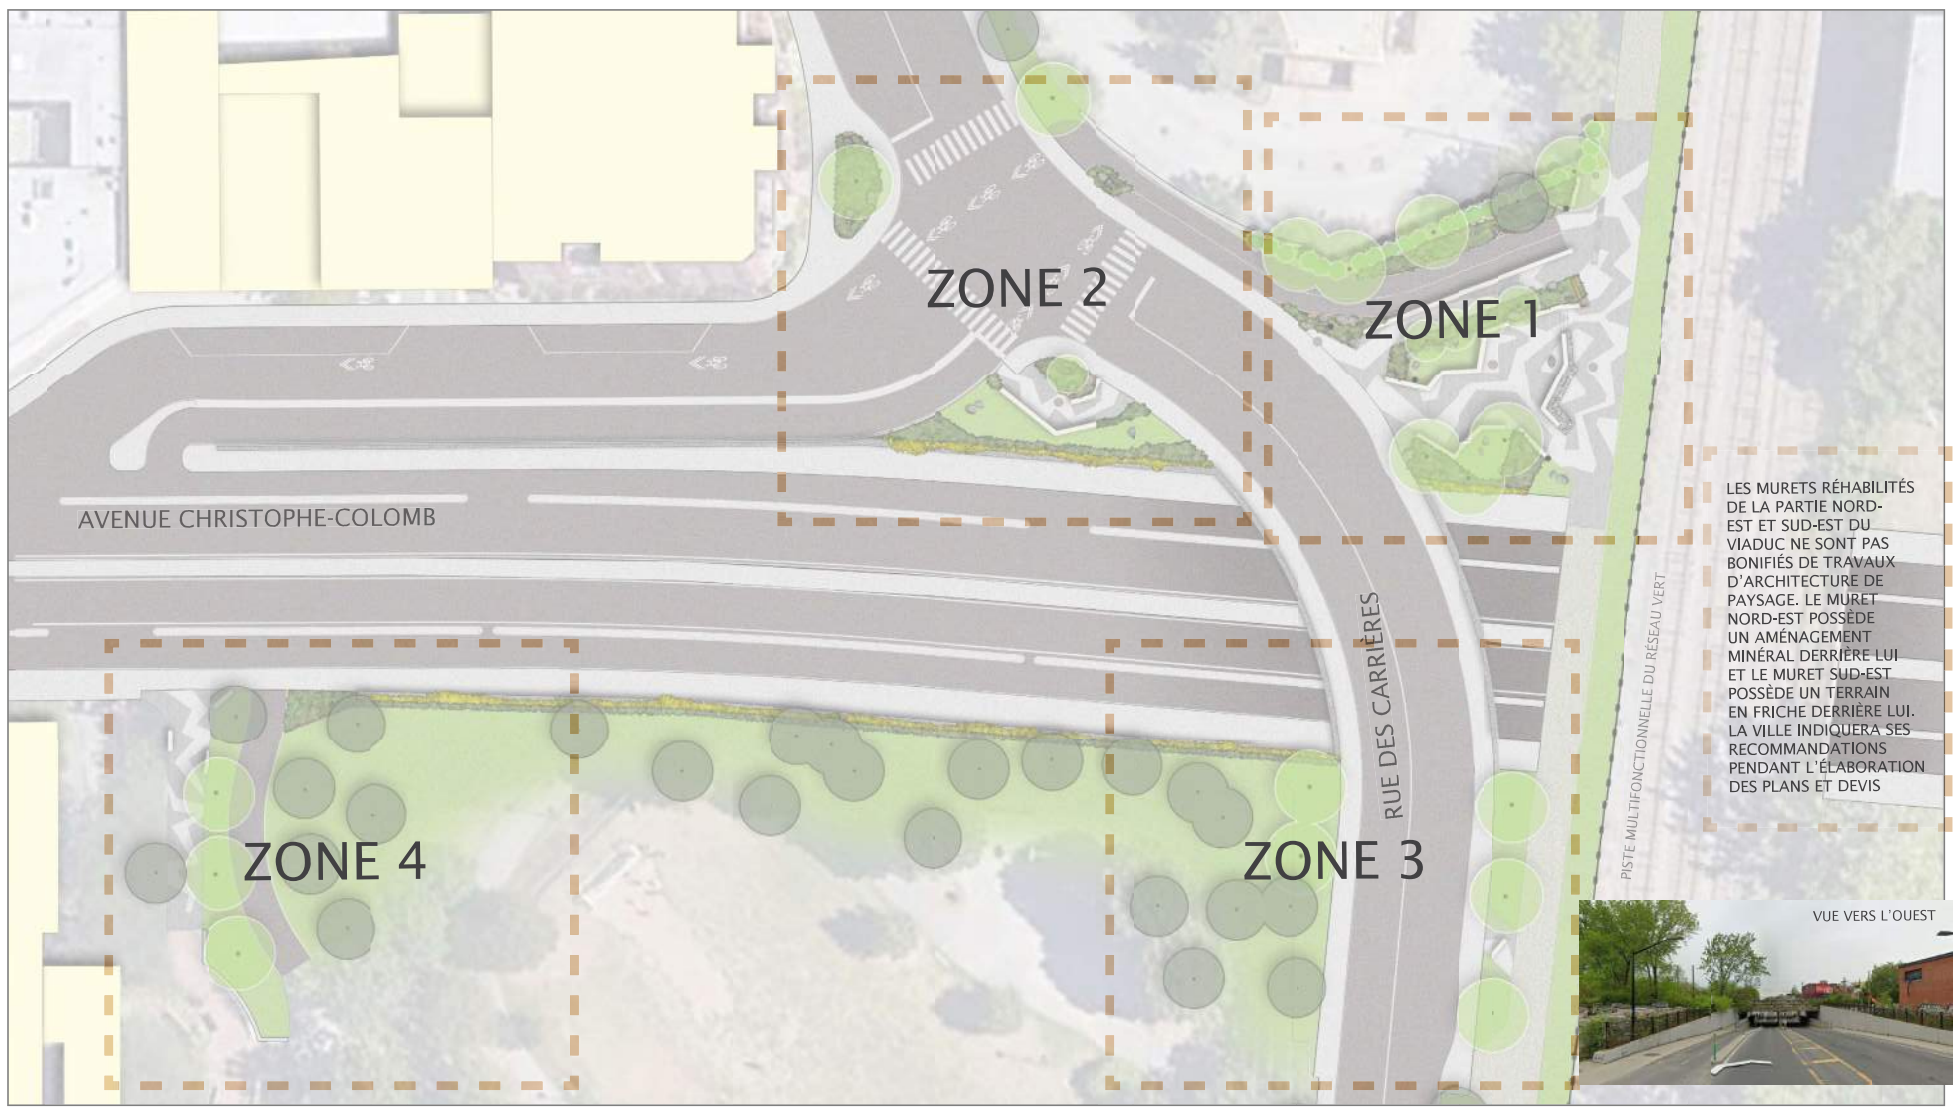 ZONE 2
ZONE 1
AVENUE CHRISTOPHE-COLOMB
LES MURETS RÉHABILITÉS
DE LA PARTIE NORD-
EST ET SUD-EST DU
VIADUC NE SONT PAS
BONIFIÉS DE TRAVAUX
D'ARCHITECTURE DE
PAYSAGE. LE MURET
NORD-EST POSSÈDE
UN AMÉNAGEMENT
MINÉRAL DERRIÈRE LUI
ET LE MURET SUD-EST
POSSÈDE UN TERRAIN
EN FRICHE DERRIÈRE LUI.
LA VILLE INDIQUERA SES
RECOMMANDATIONS
PENDANT L'ÉLABORATION
DES PLANS ET DEVIS
RUE DES CARRIÈRES
PISTE MULTIFONCTIONNELLE DU RÉSEAU VERT
ZONE 4
ZONE 3
VUE VERS L'OUEST